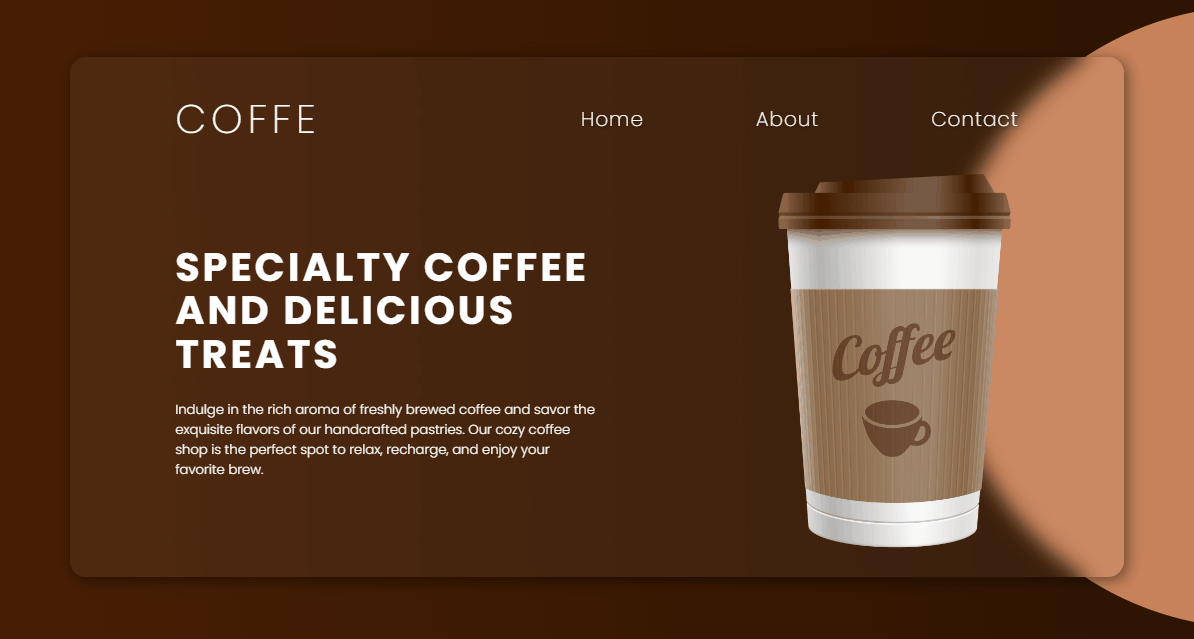 COFFE
Home About Contact
SPECIALTY COFFEE
AND DELICIOUS
TREATS
Indulge in the rich aroma of freshly brewed coffee and savor the
exquisite flavors of our handcrafted pastries. Our cozy coffee
shop is the perfect spot to relax, recharge, and enjoy your
favorite brew.
Coffee